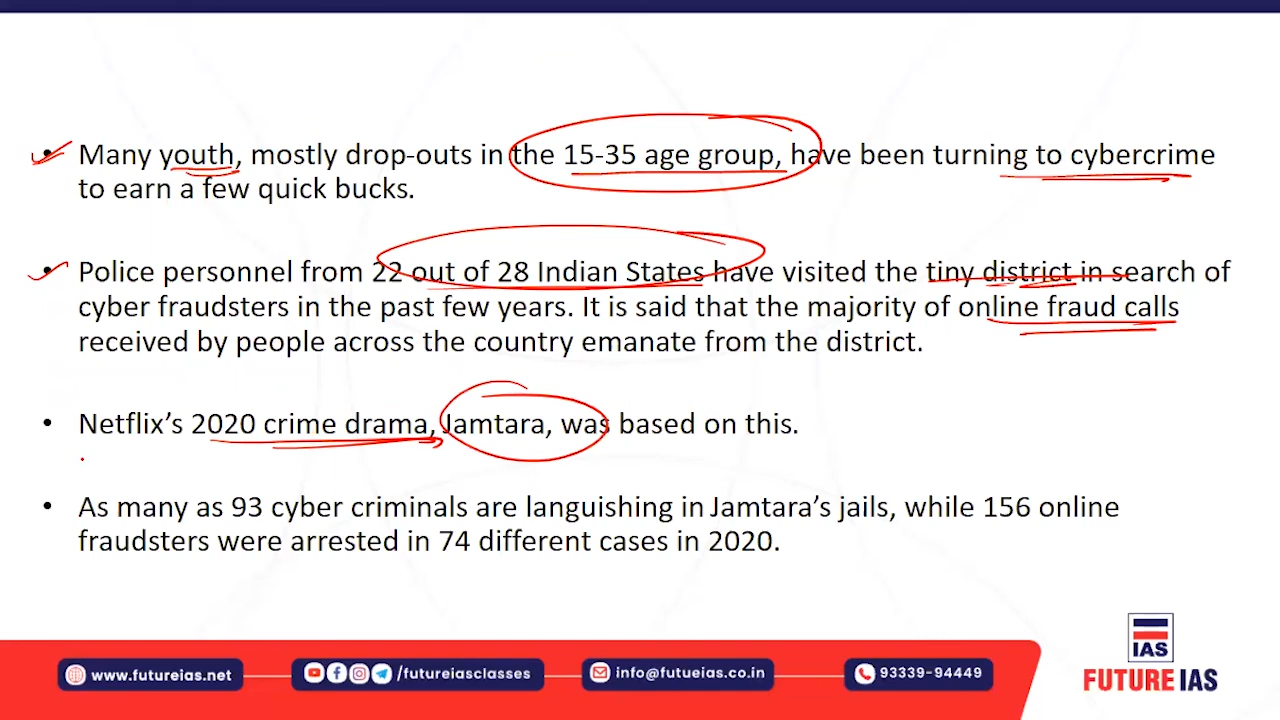 • Many youth, mostly drop-outs in the 15-35 age group, have been turning to cybercrime
to earn a few quick bucks.
• Police personnel from 22 out of 28 Indian States have visited the tiny district in search of
cyber fraudsters in the past few years. It is said that the majority of online fraud calls
received by people across the country emanate from the district.
• Netflix’s 2020 crime drama, Jamtara, was based on this.
• As many as 93 cyber criminals are languishing in Jamtara’s jails, while 156 online
fraudsters were arrested in 74 different cases in 2020.
IAS
FUTURE IAS
www.futureias.net
/futureiasclasses
info@futueias.co.in
93339-94449